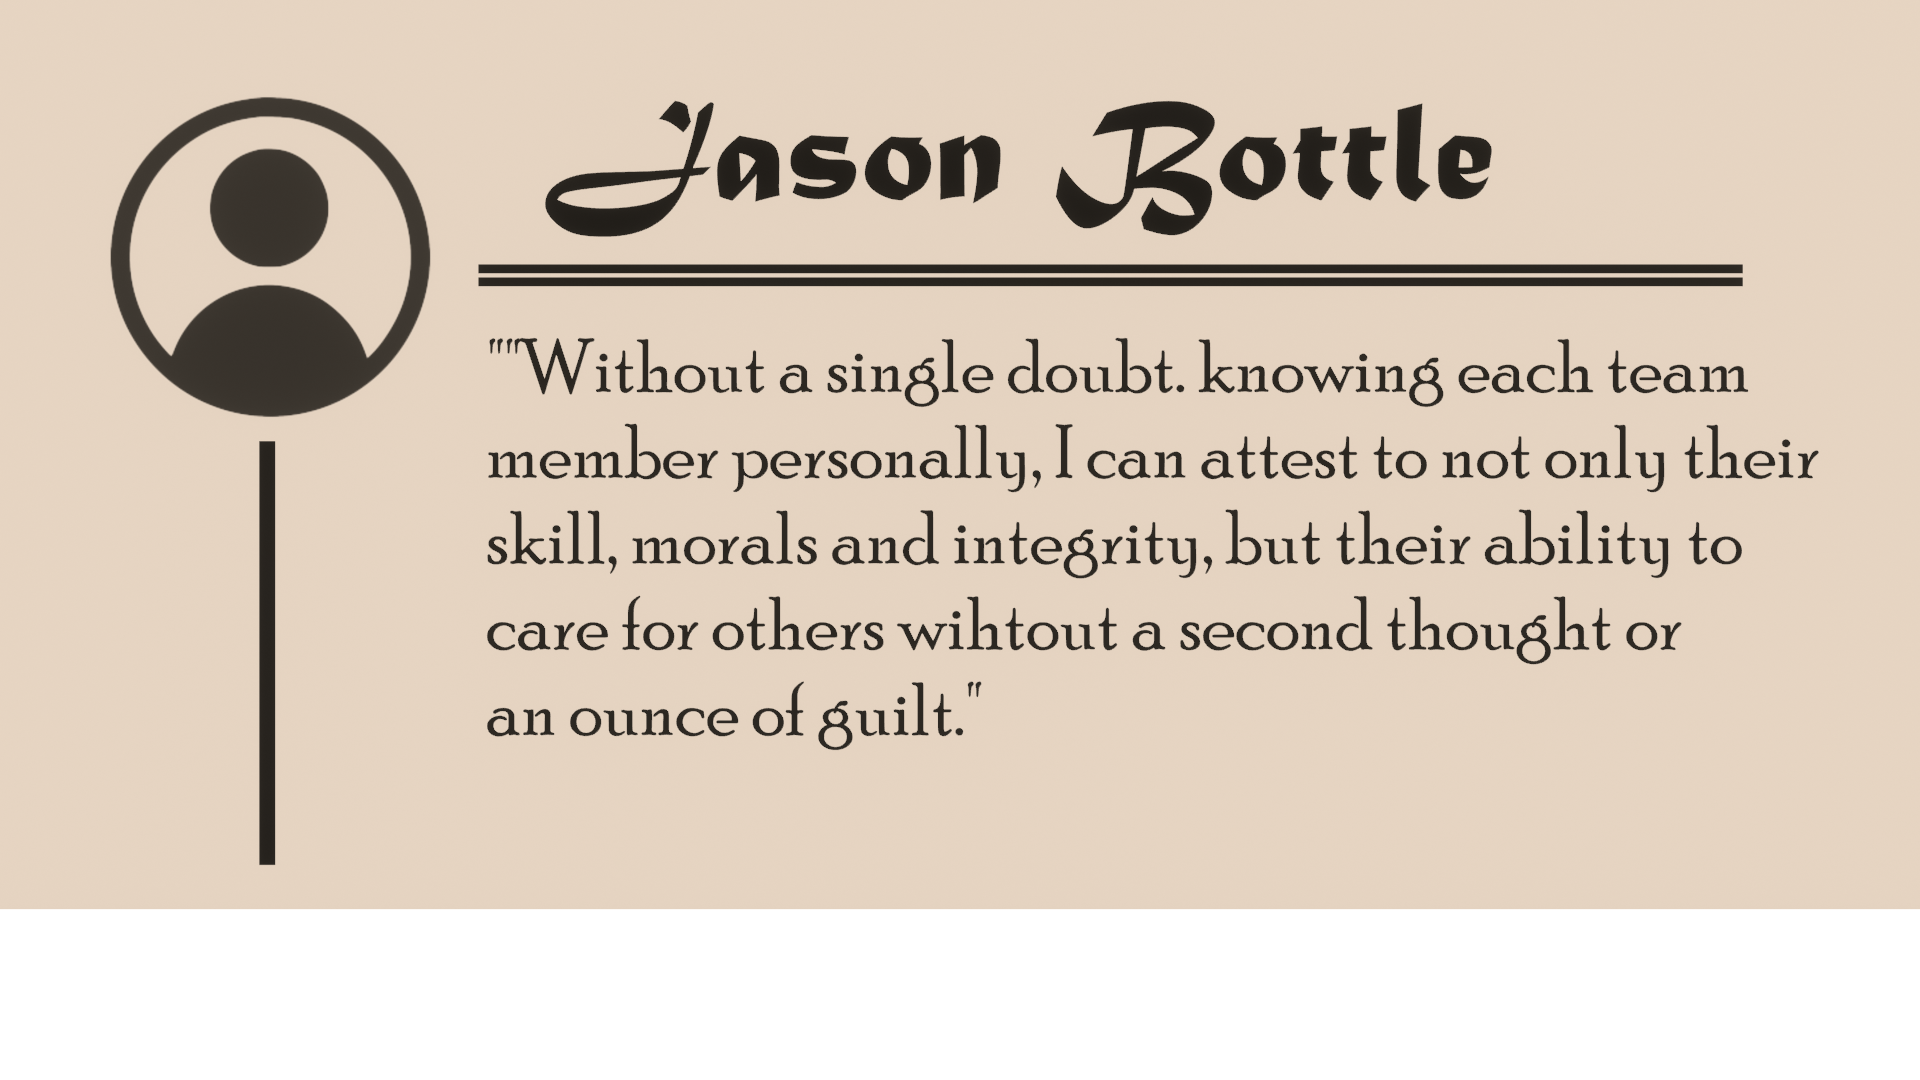 Jason Bottle
""Without a single doubt. knowing each team
member personally, I can attest to not only their
skill, morals and integrity, but their ability to
care for others wihtout a second thought or
an ounce of guilt."